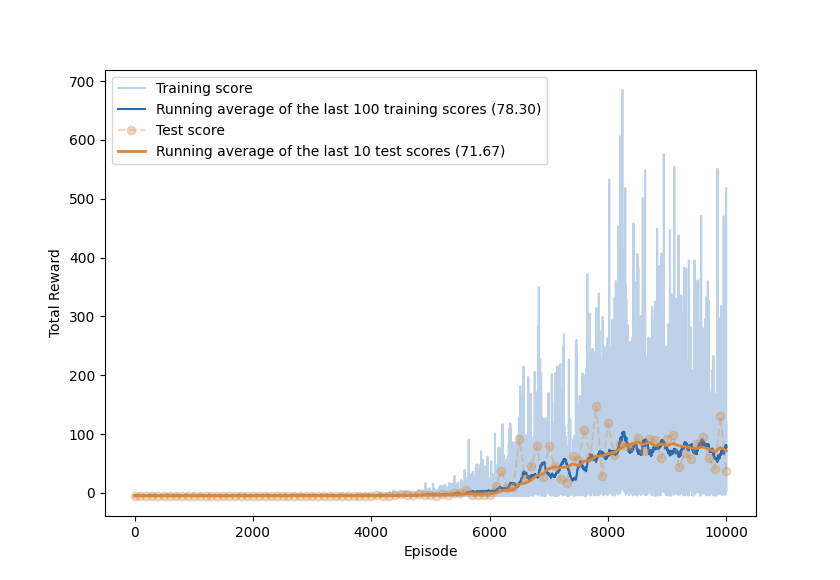 Training score
Running average of the last 100 training scores (78.30)
Test score
Running average of the last 10 test scores (71.67)
700
600
500
400
300
200
100
0
Total Reward
0 2000 4000 6000 8000 10000
Episode